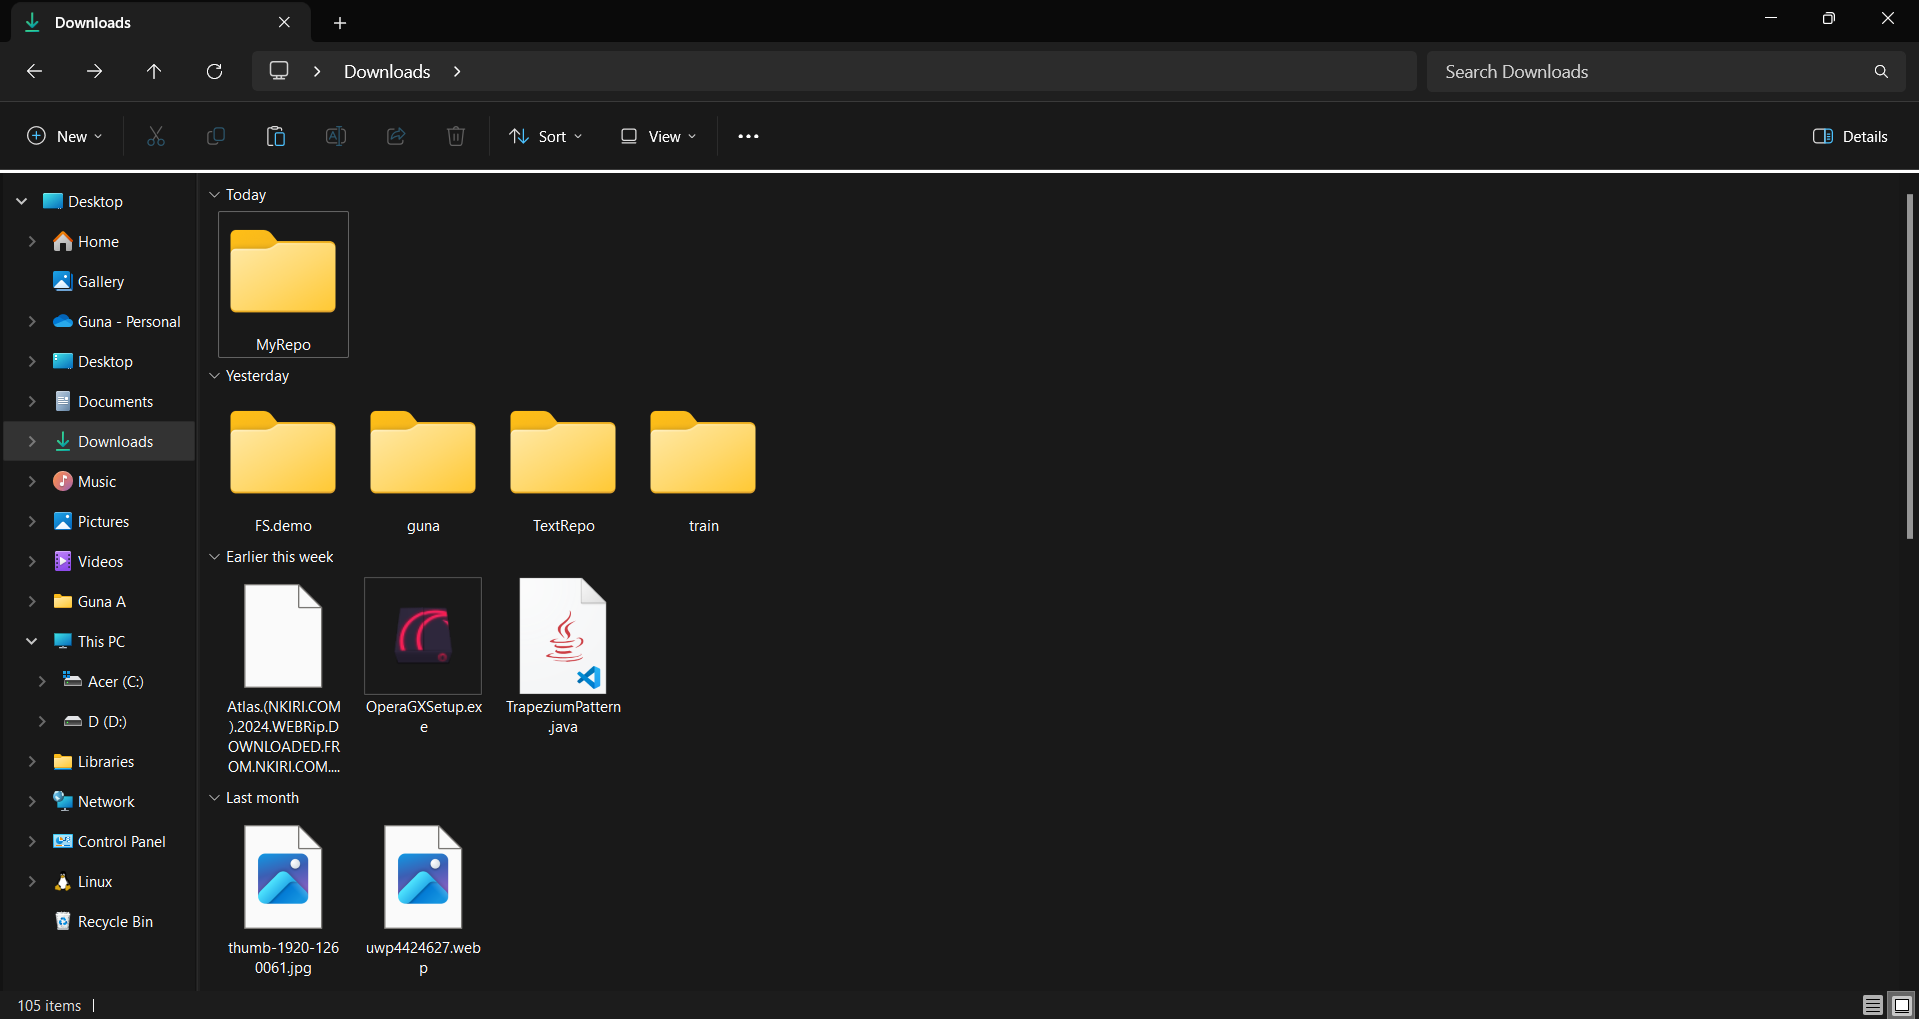 Downloads
Downloads
Search Downloads
New
Sort
View
Details
Desktop
Home
Gallery
Guna - Personal
Desktop
Documents
Downloads
Music
Pictures
Videos
Guna A
This PC
Acer (C:)
D (D:)
Libraries
Network
Control Panel
Linux
Recycle Bin
Today
MyRepo
Yesterday
FS.demo
guna
TextRepo
train
Earlier this week
Atlas.(NKIRI.COM
).2024.WEBRip.D
OWNLOADED.FR
OM.NKIRI.COM....
OperaGXSetup.ex
e
TrapeziumPattern
.java
Last month
thumb-1920-126
0061.jpg
uwp4424627.web
p
105 items